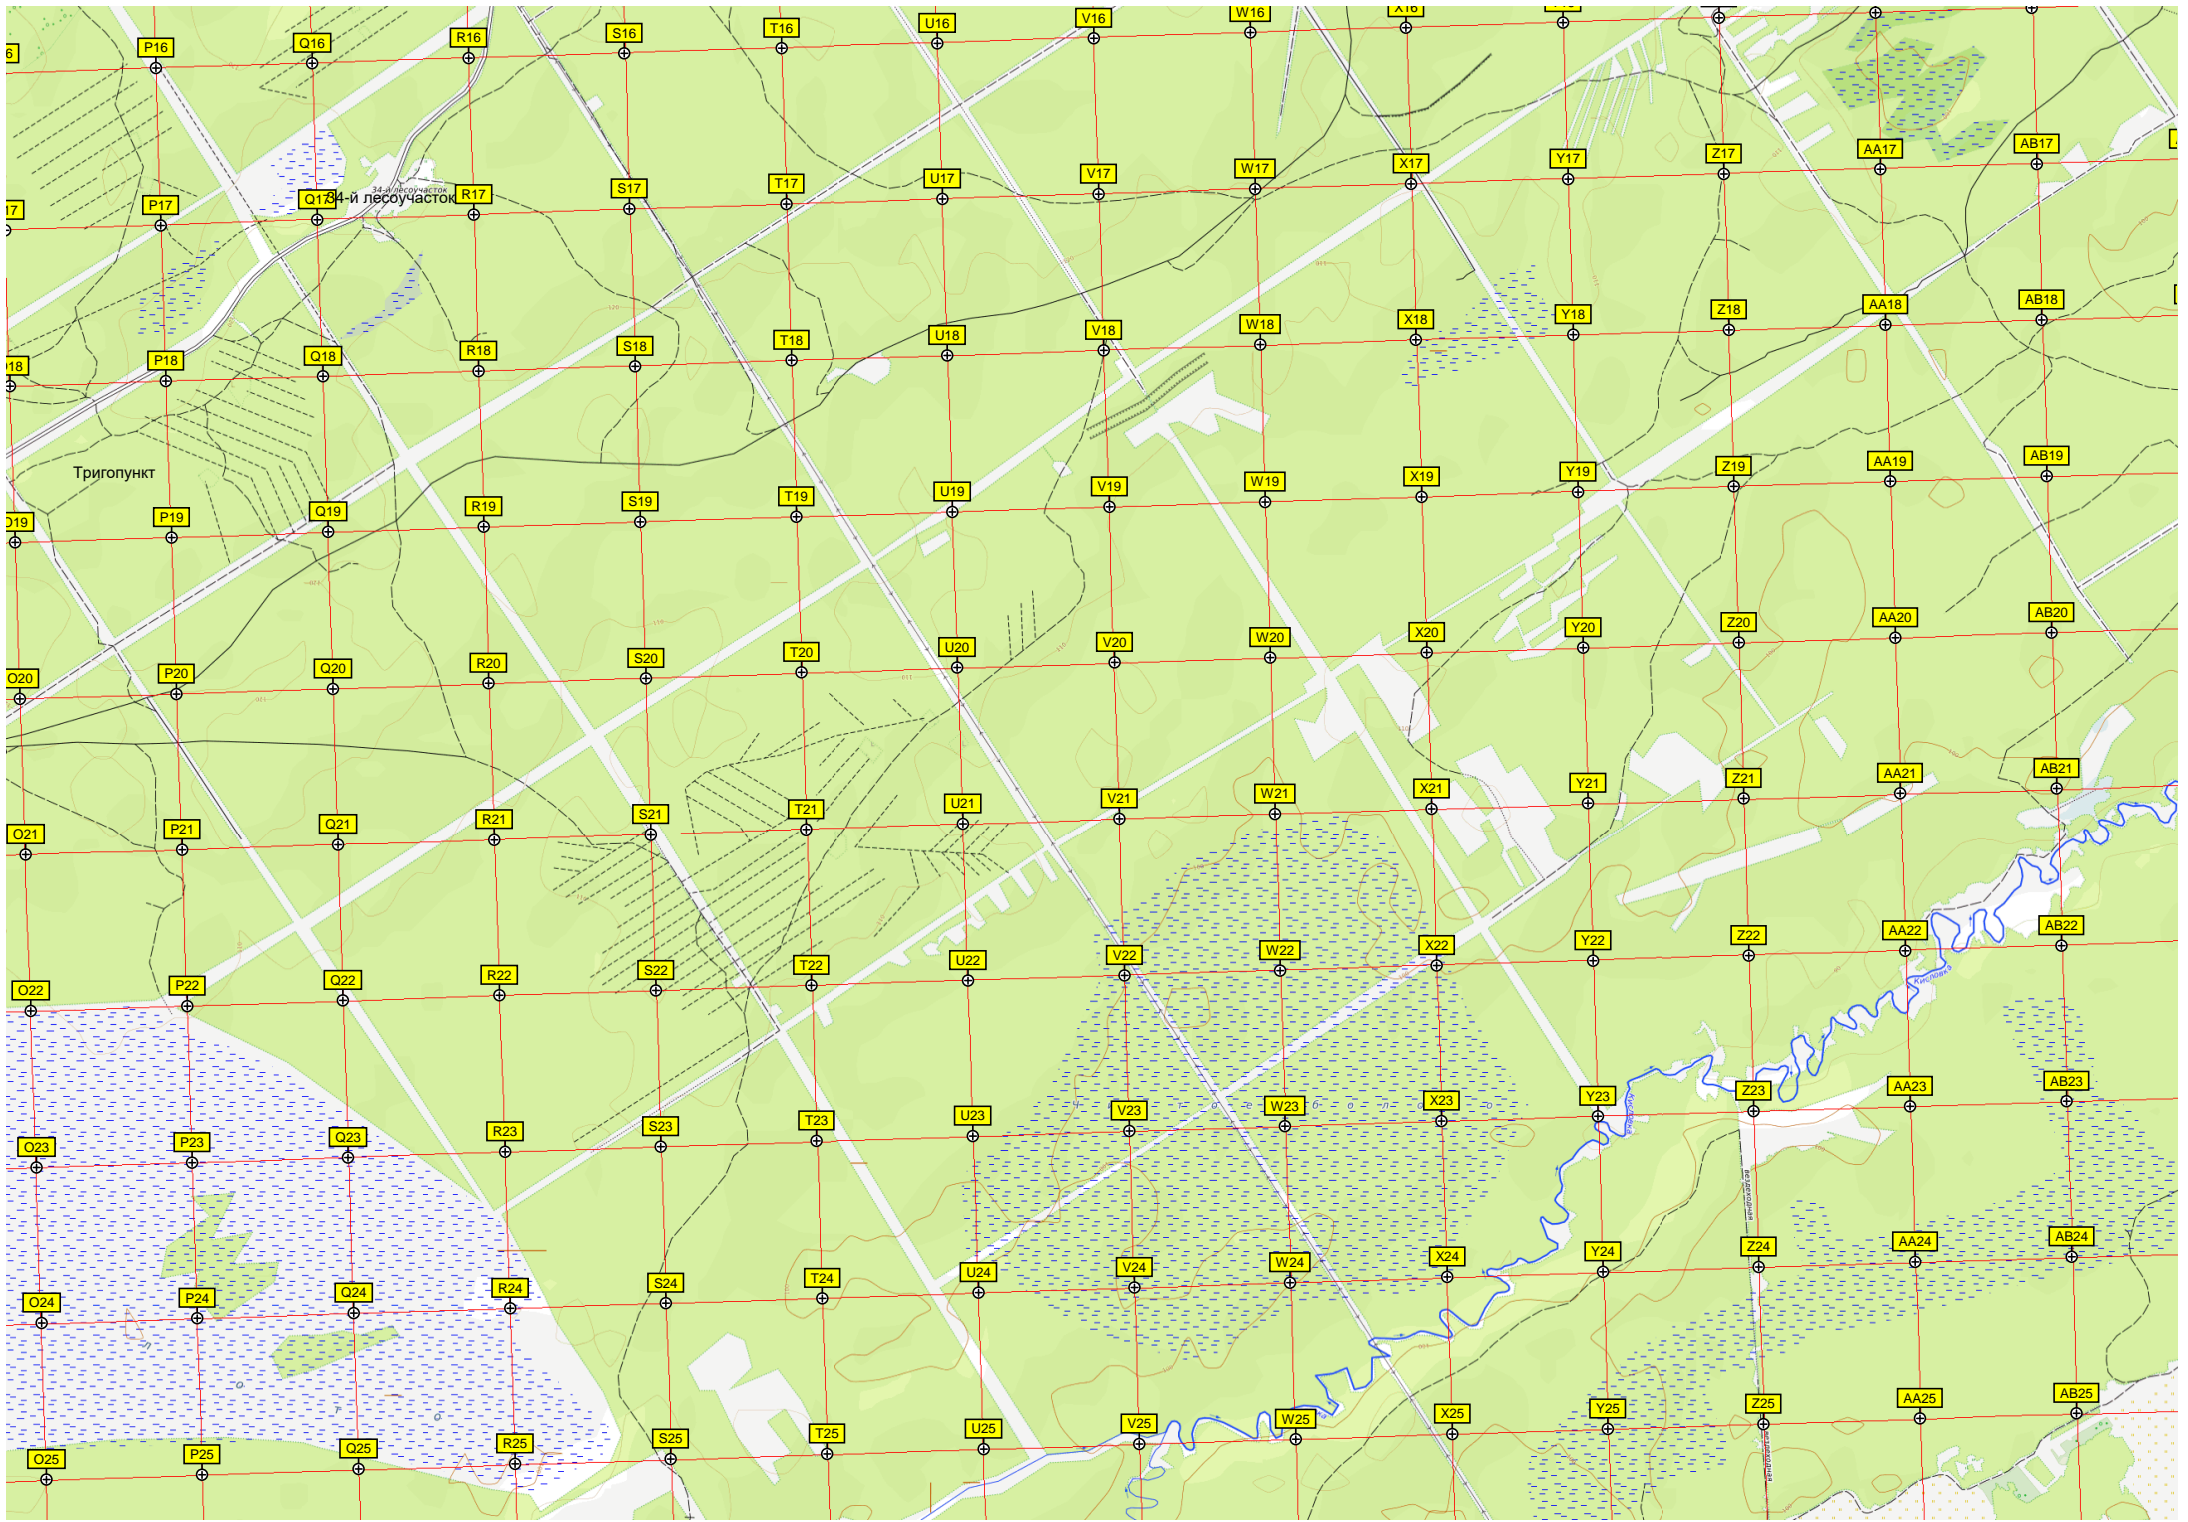 U16 V16 W16 X16
P16 Q16 R16 S16 T16
34-й лесоучасток
P17 Q17 34-й лесоучасток R17 S17 T17 U17 V17 W17 X17 Y17 Z17 AA17 AB17
P18 Q18 R18 S18 T18 U18 V18 W18 X18 Y18 Z18 AA18 AB18
Тригопункт
P19 Q19 R19 S19 T19 U19 V19 W19 X19 Y19 Z19 AA19 AB19
O20 P20 Q20 R20 S20 T20 U20 V20 W20 X20 Y20 Z20 AA20 AB20
O21 P21 Q21 R21 S21 T21 U21 V21 W21 X21 Y21 Z21 AA21 AB21
O22 P22 Q22 R22 S22 T22 U22 V22 W22 X22 Y22 Z22 AA22 AB22
Кисловка
O23 P23 Q23 R23 S23 T23 U23 V23 W23 X23 Y23 Z23 AA23 AB23
Кисловка
вездеходная
O24 P24 Q24 R24 S24 T24 U24 V24 W24 X24 Y24 Z24 AA24 AB24
O25 P25 Q25 R25 S25 T25 U25 V25 W25 X25 Y25 Z25 AA25 AB25
вездеходная